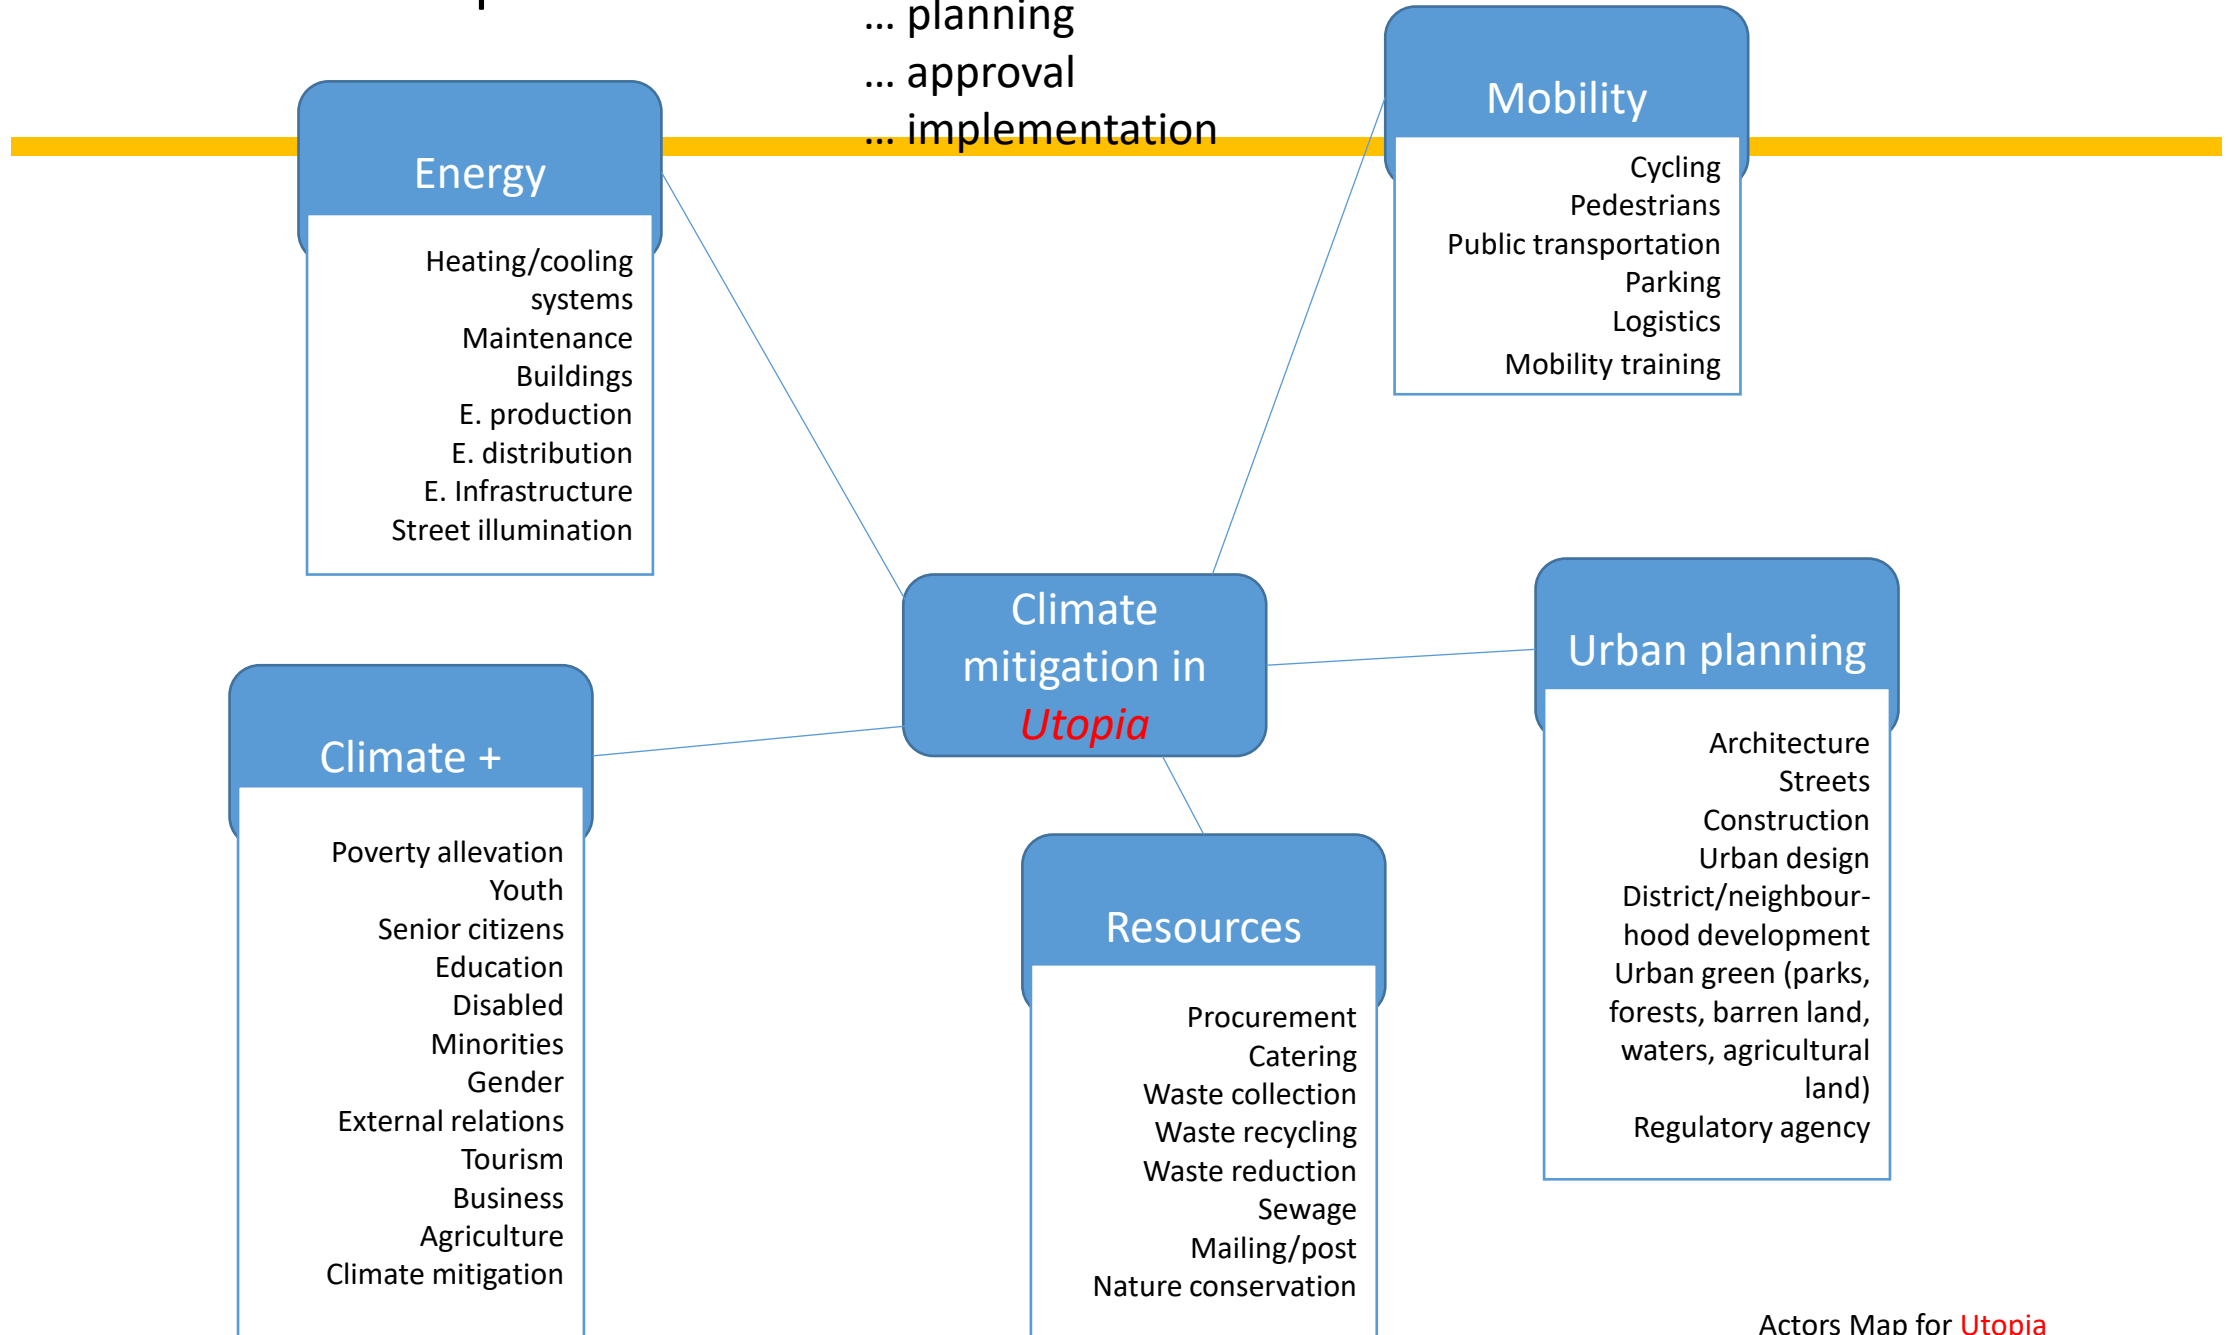 ... planning
... approval
... implementation
Energy
Heating/cooling
systems
Maintenance
Buildings
E. production
E. distribution
E. Infrastructure
Street illumination
Mobility
Cycling
Pedestrians
Public transportation
Parking
Logistics
Mobility training
Climate
mitigation in
Utopia
Urban planning
Architecture
Streets
Construction
Urban design
District/neighbour-
hood development
Urban green (parks,
forests, barren land,
waters, agricultural
land)
Regulatory agency
Climate +
Poverty allevation
Youth
Senior citizens
Education
Disabled
Minorities
Gender
External relations
Tourism
Business
Agriculture
Climate mitigation
Resources
Procurement
Catering
Waste collection
Waste recycling
Waste reduction
Sewage
Mailing/post
Nature conservation
Actors Map for Utopia